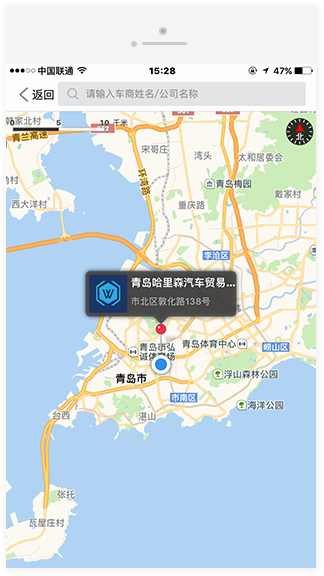 中国联通
15:28
47%
返回
请输入车商姓名/公司名称
戴家北村
0
5
10 千米
青兰高速
宋哥庄
湾头
太和居委会
环湾路
青岛梅园
戴家村
西大洋村
重庆路
北
李沧区
青岛哈里森汽车贸易...
市北区敦化路138号
青岛市弘
诚体育场
青岛体育中心
崂山区
青岛市
浮山森林公园
市南区
台西
湛山
海洋公园
张托
瓦屋庄村
W